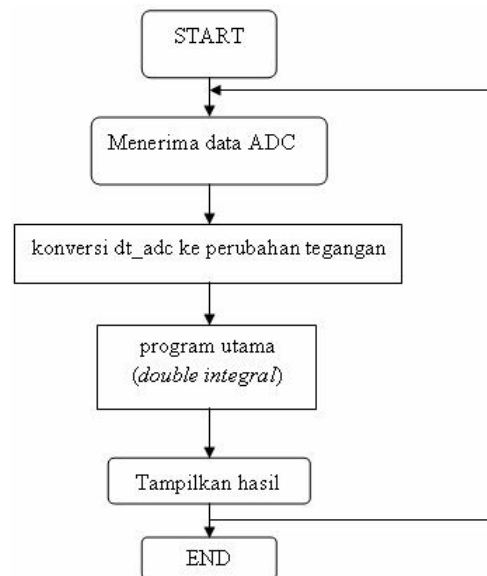 START
Menerima data ADC
konversi dt_adc ke perubahan tegangan
program utama
(double integral)
Tampilkan hasil
END